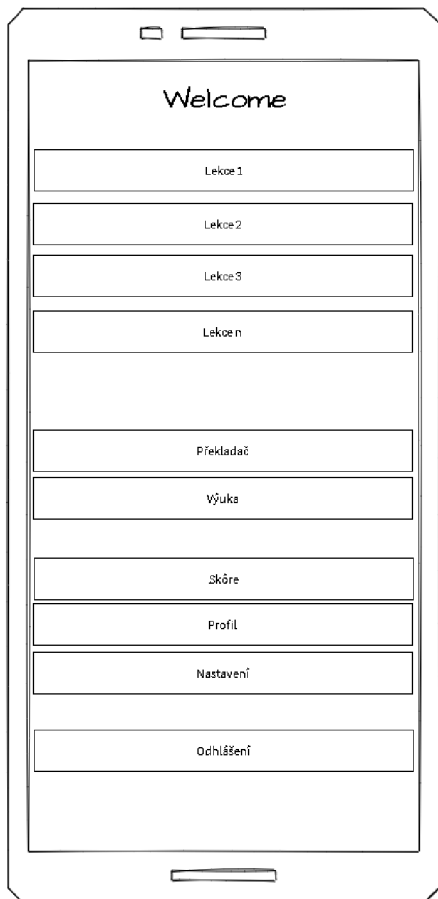 Welcome
Lekce 1
Lekce 2
Lekce 3
Lekce n
Překladač
Výuka
Skóre
Profil
Nastavení
Odhlášení